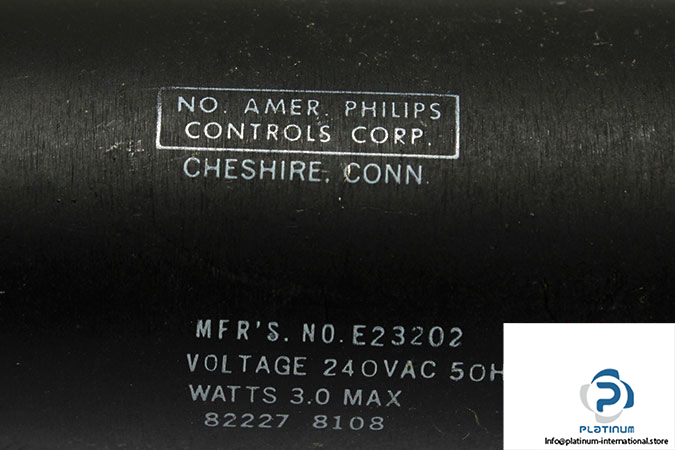 NO. AMER. PHILIPS
CONTROLS CORP.
CHESHIRE, CONN.
MFR'S. NO. E23202
VOLTAGE 240VAC 50H
WATTS 3.0 MAX
82227 8108
PLATINUM
Info@platinum-international.store